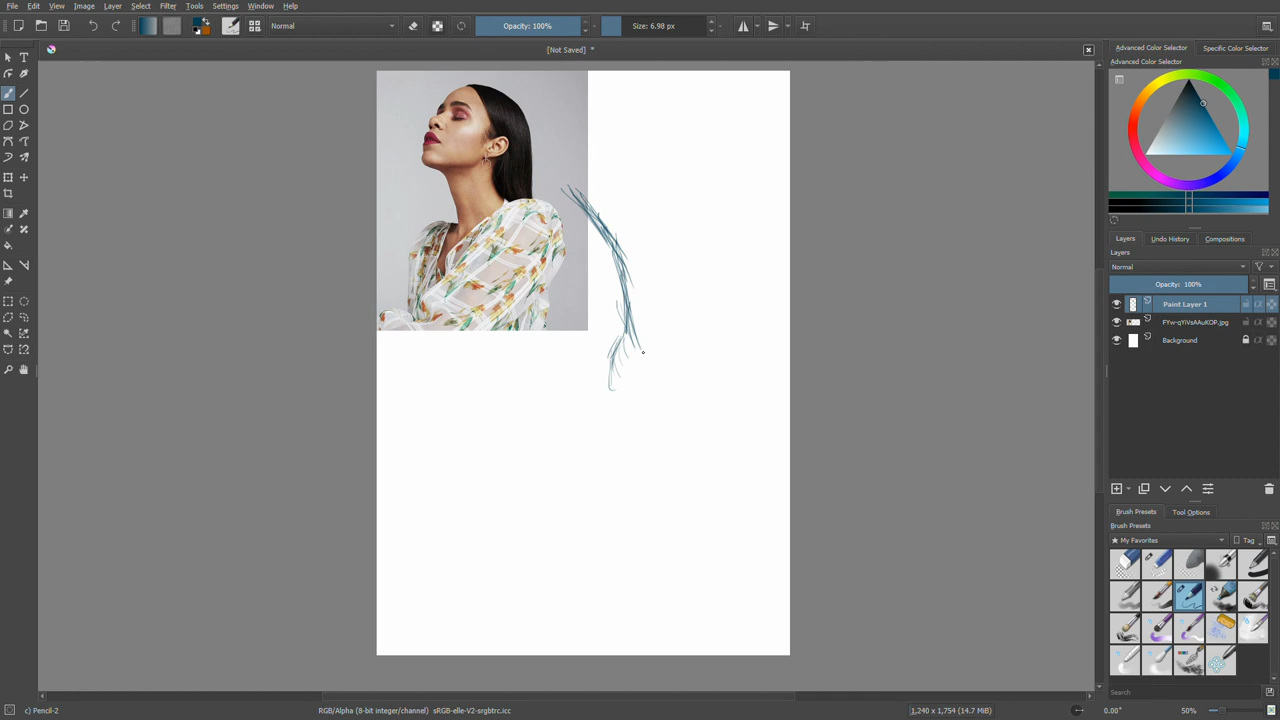 File Edit View Image Layer Select Filter Tools Settings Window Help
Normal Opacity: 100% Size: 6.98 px
[Not Saved] *
Advanced Color Selector Specific Color Selector
Advanced Color Selector
Layers Undo History Compositions
Layers
Normal
Opacity: 100%
Paint Layer 1
FYw-qYiVsAAuKOP.jpg
Background
Brush Presets Tool Options
Brush Presets
★ My Favorites Tag
Search
c) Pencil-2 RGB/Alpha (8-bit integer/channel) sRGB-elle-V2-srgbtrc.icc 1,240 x 1,754 (14.7 MiB) 0.00° 50%